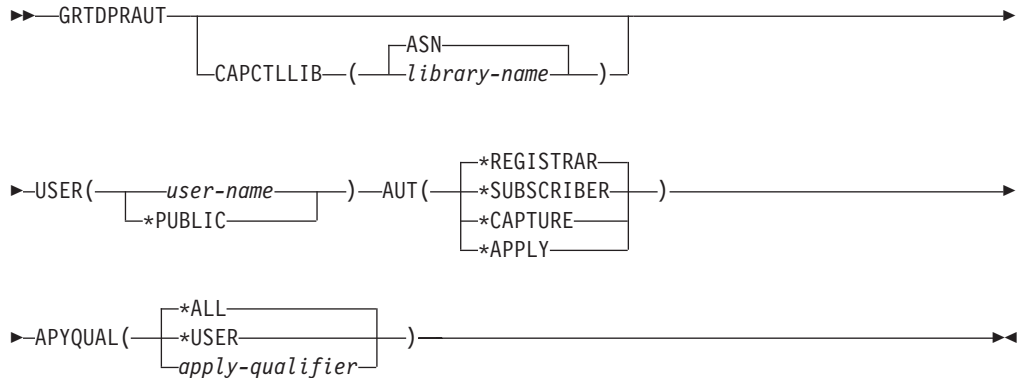 GRTDPRAUT
ASN
CAPCTLLIB ( library-name )
*REGISTRAR
USER( user-name ) AUT( *SUBSCRIBER )
*PUBLIC *CAPTURE
*APPLY
*ALL
APYQUAL( *USER )
apply-qualifier